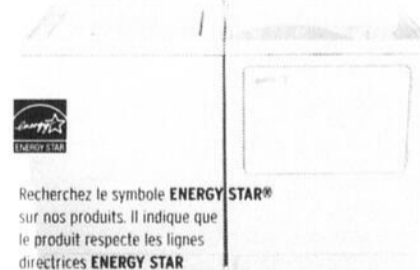 energy
ENERGY STAR
Recherchez le symbole ENERGY STAR®
sur nos produits. Il indique que
le produit respecte les lignes
directrices ENERGY STAR